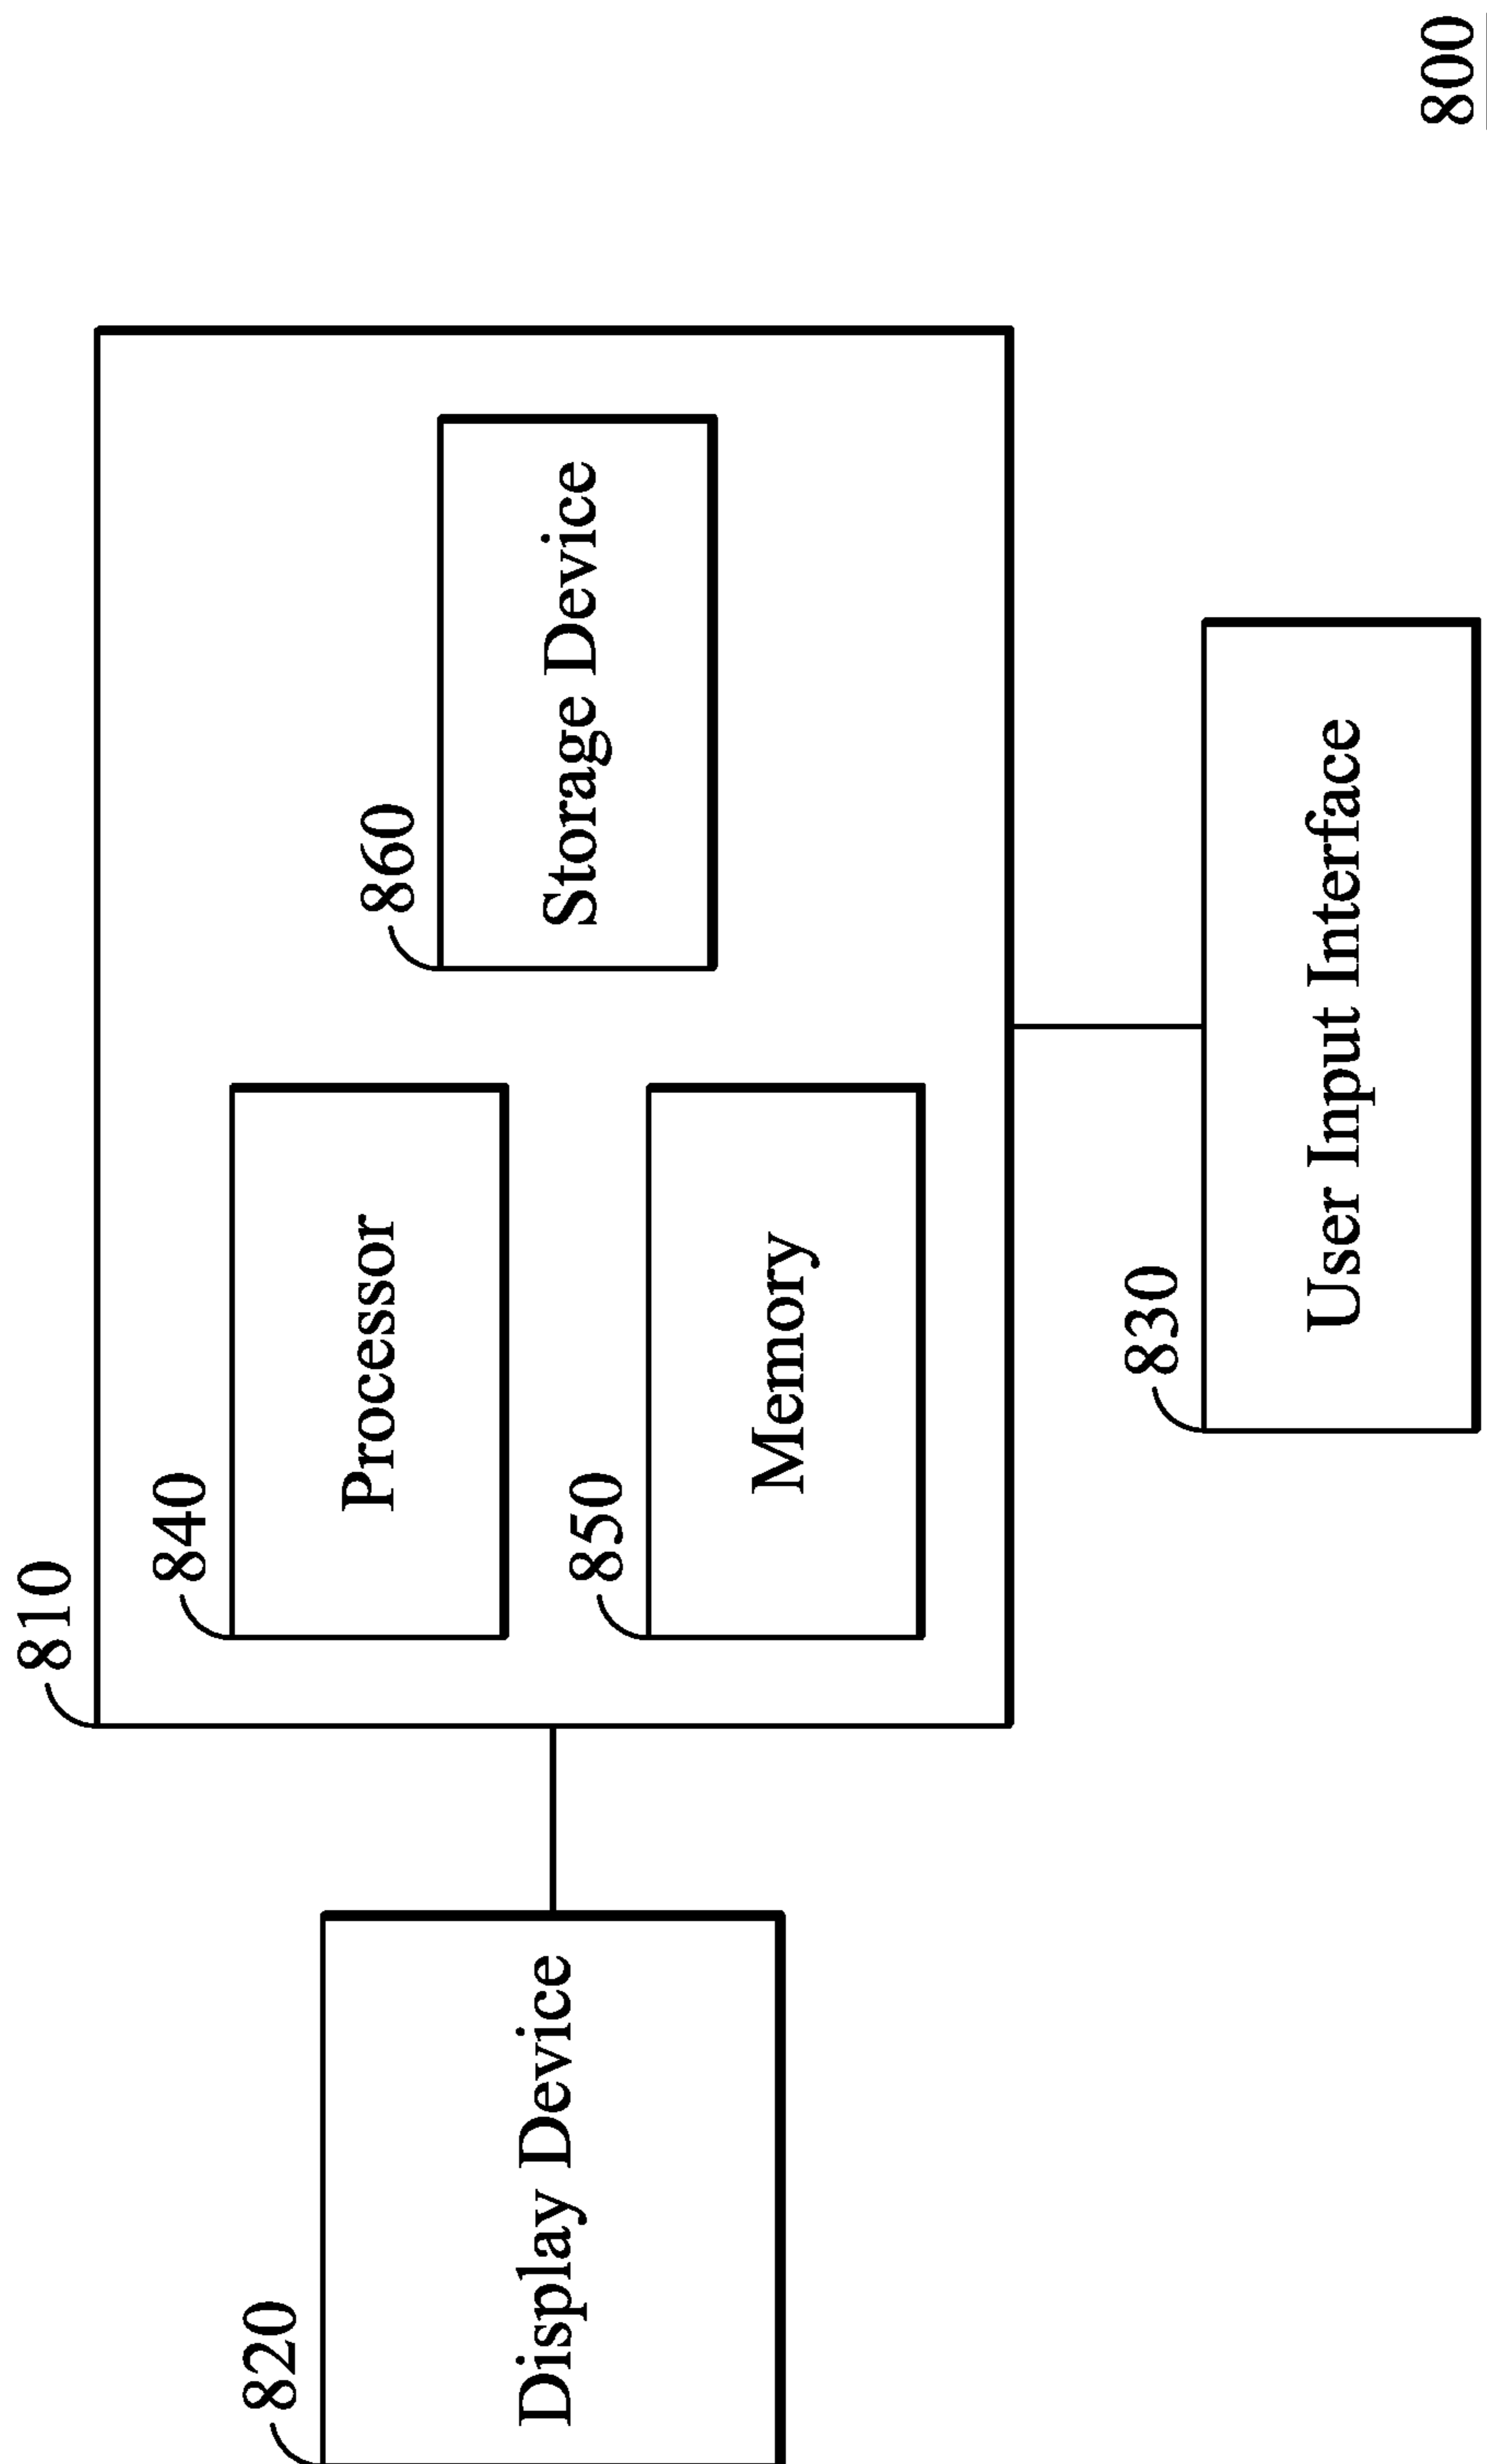 810
820
840
860
Processor
Storage Device
Display Device
850
Memory
830
User Input Interface
800